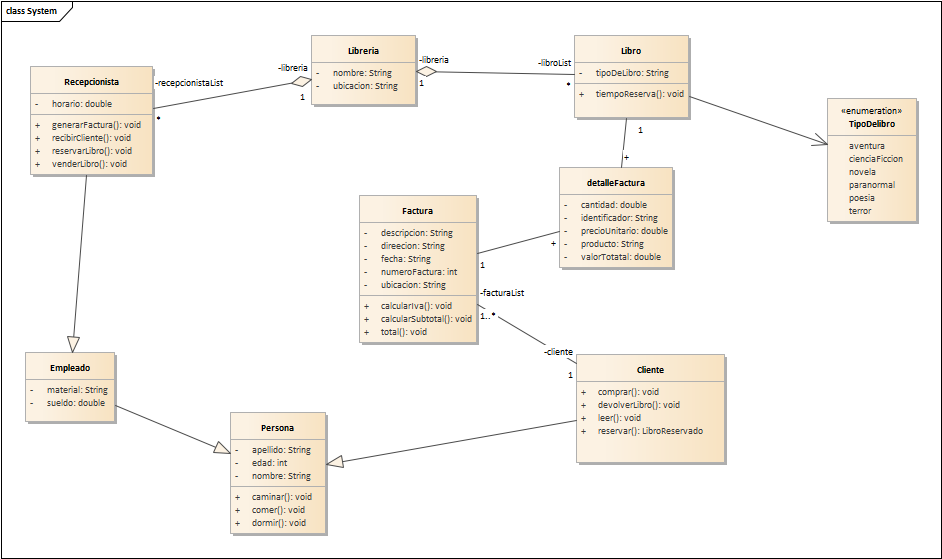 class System
Libreria
- nombre: String
- ubicacion: String
-libreria
1
-recepcionistaList
*
-libreria
1
-libroList
*
Libro
- tipoDeLibro: String
+ tiempoReserva(): void
Recepcionista
- horario: double
+ generarFactura(): void
+ recibirCliente(): void
+ reservarLibro(): void
+ venderLibro(): void
«enumeration»
TipoDelibro
aventura
cienciaFiccion
novela
paranormal
poesia
terror
1
+
detalleFactura
- cantidad: double
- identificador: String
- precioUnitario: double
- producto: String
- valorTotatal: double
+
1
Factura
- descripcion: String
- direecion: String
- fecha: String
- numeroFactura: int
- ubicacion: String
+ calcularIva(): void
+ calcularSubtotal(): void
+ total(): void
-facturaList
1..*
-cliente
1
Empleado
- material: String
- sueldo: double
Cliente
+ comprar(): void
+ devolverLibro(): void
+ leer(): void
+ reservar(): LibroReservado
Persona
- apellido: String
- edad: int
- nombre: String
+ caminar(): void
+ comer(): void
+ dormir(): void